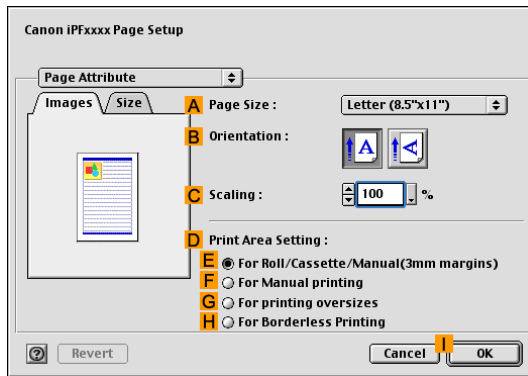 Canon iPFxxxx Page Setup
Page Attribute
Images Size
A Page Size : Letter (8.5"x11")
B Orientation :
A A
C Scaling : 100 %
D Print Area Setting :
E For Roll/Cassette/Manual(3mm margins)
F For Manual printing
G For printing oversizes
H For Borderless Printing
? Revert Cancel I OK